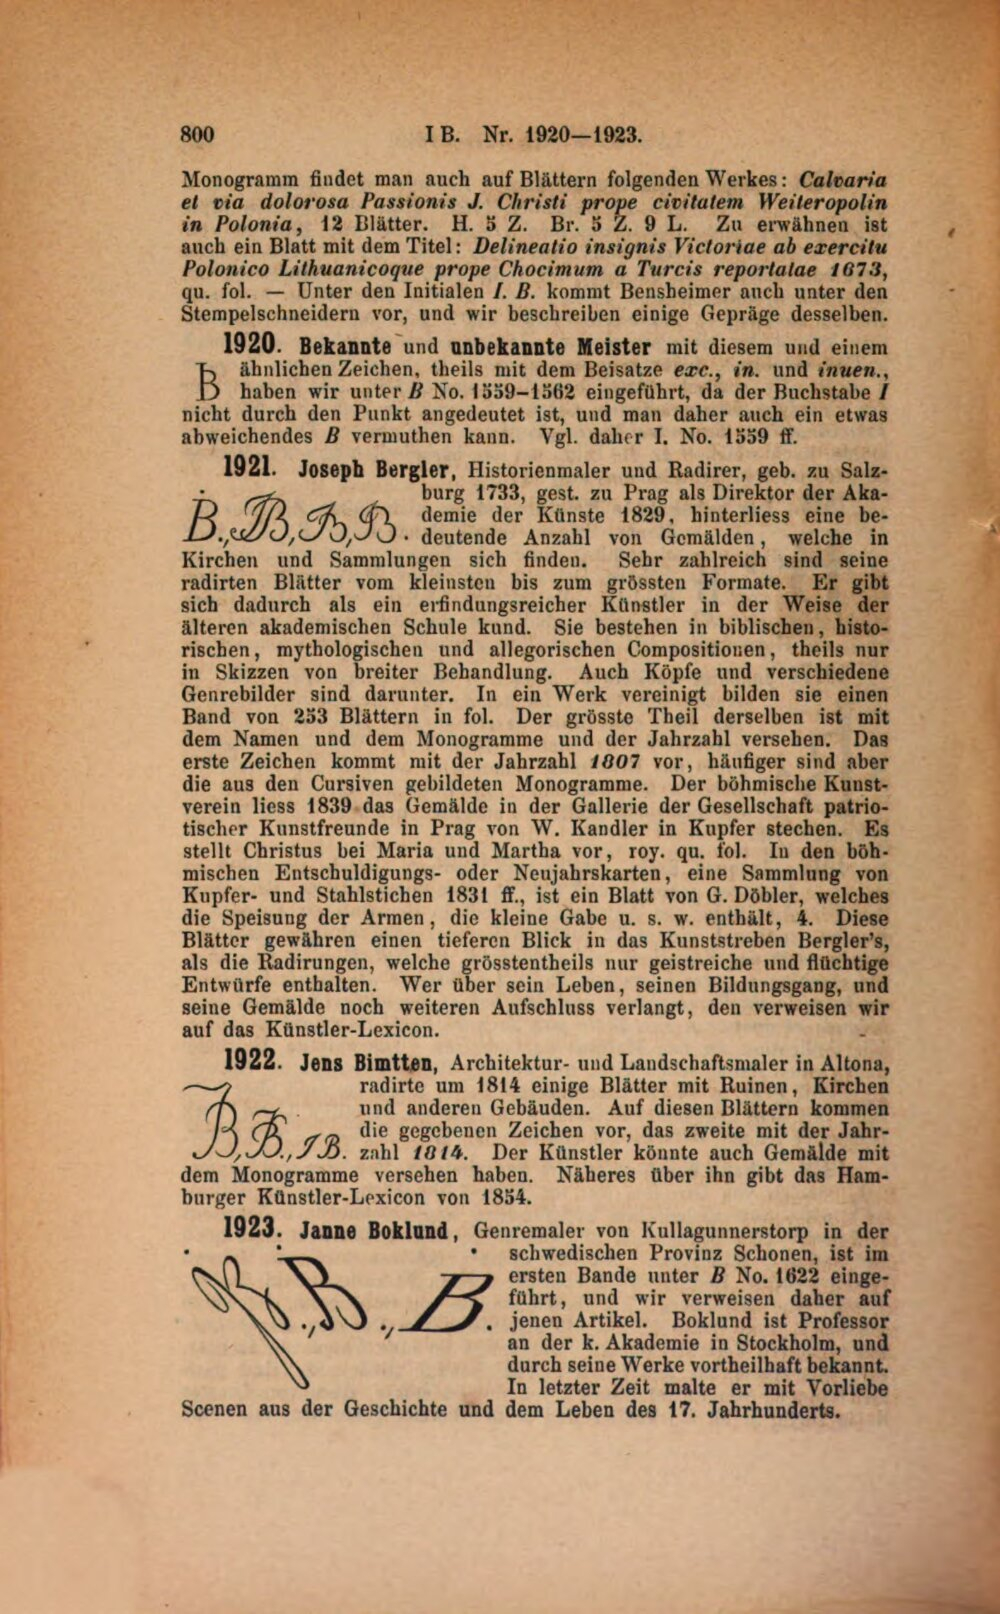 800 I B. Nr. 1920—1923.
Monogramm findet man auch auf Blättern folgenden Werkes: Calvaria
et via dolorosa Passionis J. Christi prope civitatem Weiteropolin
in Polonia, 12 Blätter. H. 5 Z. Br. 5 Z. 9 L. Zu erwähnen ist
auch ein Blatt mit dem Titel: Delineatio insignis Victoriae ab exercitu
Polonico Lithuanicoque prope Chocimum a Turcis reportatae 1673,
qu. fol. — Unter den Initialen I. B. kommt Bensheimer auch unter den
Stempelschneidern vor, und wir beschreiben einige Gepräge desselben.
1920. Bekannte und unbekannte Meister mit diesem und einem
B ähnlichen Zeichen, theils mit dem Beisatze exc., in. und inuen.,
haben wir unter B No. 1559–1562 eingeführt, da der Buchstabe I
nicht durch den Punkt angedeutet ist, und man daher auch ein etwas
abweichendes B vermuthen kann. Vgl. daher I. No. 1559 ff.
1921. Joseph Bergler, Historienmaler und Radirer, geb. zu Salz-
burg 1733, gest. zu Prag als Direktor der Aka-
B., B, B, B. demie der Künste 1829, hinterliess eine be-
deutende Anzahl von Gemälden, welche in
Kirchen und Sammlungen sich finden. Sehr zahlreich sind seine
radirten Blätter vom kleinsten bis zum grössten Formate. Er gibt
sich dadurch als ein erfindungsreicher Künstler in der Weise der
älteren akademischen Schule kund. Sie bestehen in biblischen, histo-
rischen, mythologischen und allegorischen Compositionen, theils nur
in Skizzen von breiter Behandlung. Auch Köpfe und verschiedene
Genrebilder sind darunter. In ein Werk vereinigt bilden sie einen
Band von 253 Blättern in fol. Der grösste Theil derselben ist mit
dem Namen und dem Monogramme und der Jahrzahl versehen. Das
erste Zeichen kommt mit der Jahrzahl 1807 vor, häufiger sind aber
die aus den Cursiven gebildeten Monogramme. Der böhmische Kunst-
verein liess 1839 das Gemälde in der Gallerie der Gesellschaft patrio-
tischer Kunstfreunde in Prag von W. Kandler in Kupfer stechen. Es
stellt Christus bei Maria und Martha vor, roy. qu. fol. In den böh-
mischen Entschuldigungs- oder Neujahrskarten, eine Sammlung von
Kupfer- und Stahlstichen 1831 ff., ist ein Blatt von G. Döbler, welches
die Speisung der Armen, die kleine Gabe u. s. w. enthält, 4. Diese
Blätter gewähren einen tieferen Blick in das Kunststreben Bergler's,
als die Radirungen, welche grösstentheils nur geistreiche und flüchtige
Entwürfe enthalten. Wer über sein Leben, seinen Bildungsgang, und
seine Gemälde noch weiteren Aufschluss verlangt, den verweisen wir
auf das Künstler-Lexicon.
1922. Jens Bimtten, Architektur- und Landschaftsmaler in Altona,
radirte um 1814 einige Blätter mit Ruinen, Kirchen
und anderen Gebäuden. Auf diesen Blättern kommen
B, B., JB. die gegebenen Zeichen vor, das zweite mit der Jahr-
zahl 1814. Der Künstler könnte auch Gemälde mit
dem Monogramme versehen haben. Näheres über ihn gibt das Ham-
burger Künstler-Lexicon von 1854.
1923. Janne Boklund, Genremaler von Kullagunnerstorp in der
schwedischen Provinz Schonen, ist im
ersten Bande unter B No. 1622 einge-
B., B., B. führt, und wir verweisen daher auf
jenen Artikel. Boklund ist Professor
an der k. Akademie in Stockholm, und
durch seine Werke vortheilhaft bekannt.
In letzter Zeit malte er mit Vorliebe
Scenen aus der Geschichte und dem Leben des 17. Jahrhunderts.